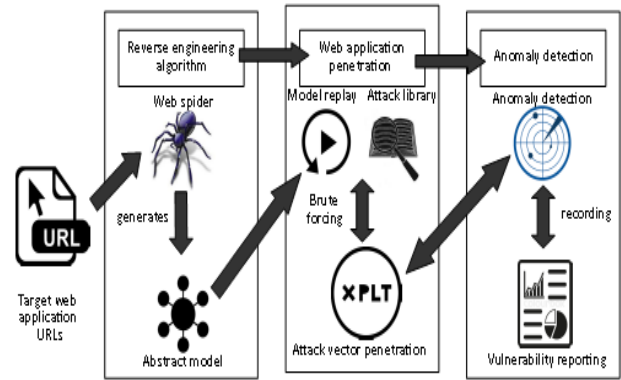 Reverse engineering
algorithm
Web application
penetration
Anomaly detection
Web spider
Model replay
Attack library
Anomaly detection
generates
Brute
forcing
recording
URL
XPLT
Target web
application
URLs
Abstract model
Attack vector penetration
Vulnerability reporting